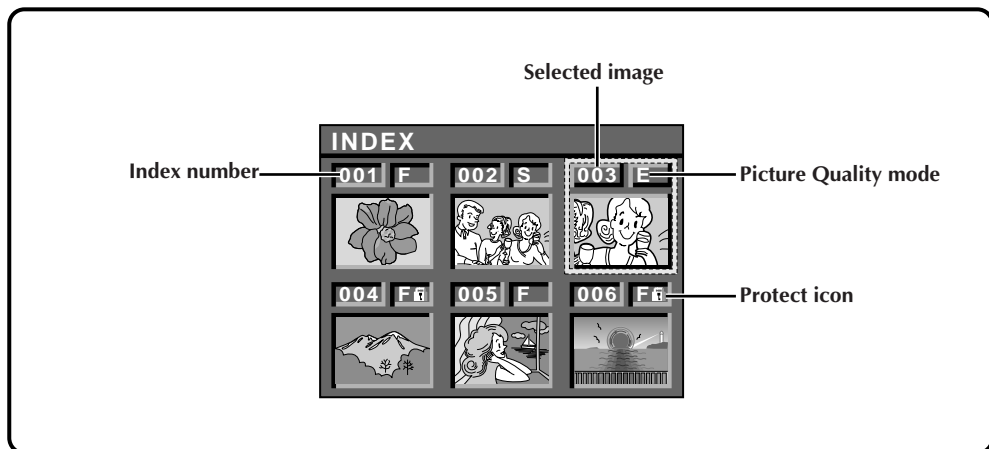 Selected image
INDEX
Index number
001 F 002 S 003 E
Picture Quality mode
004 F 005 F 006 F
Protect icon